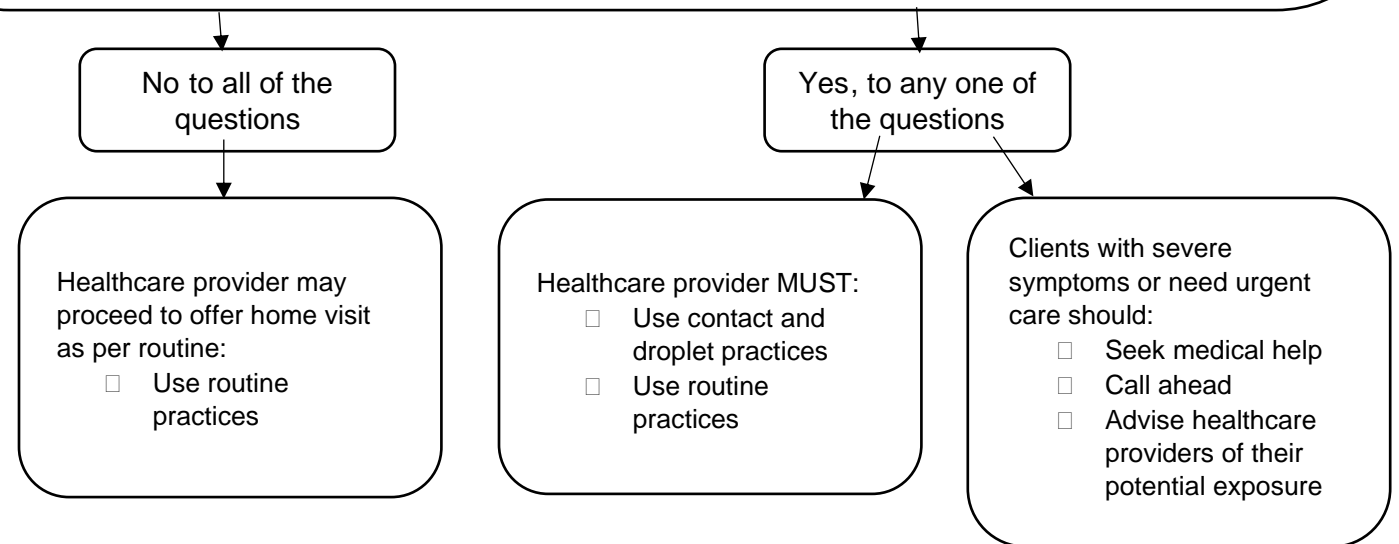 No to all of the
questions
Yes, to any one of
the questions
Healthcare provider may
proceed to offer home visit
as per routine:
Use routine
practices
Healthcare provider MUST:
Use contact and
droplet practices
Use routine
practices
Clients with severe
symptoms or need urgent
care should:
Seek medical help
Call ahead
Advise healthcare
providers of their
potential exposure